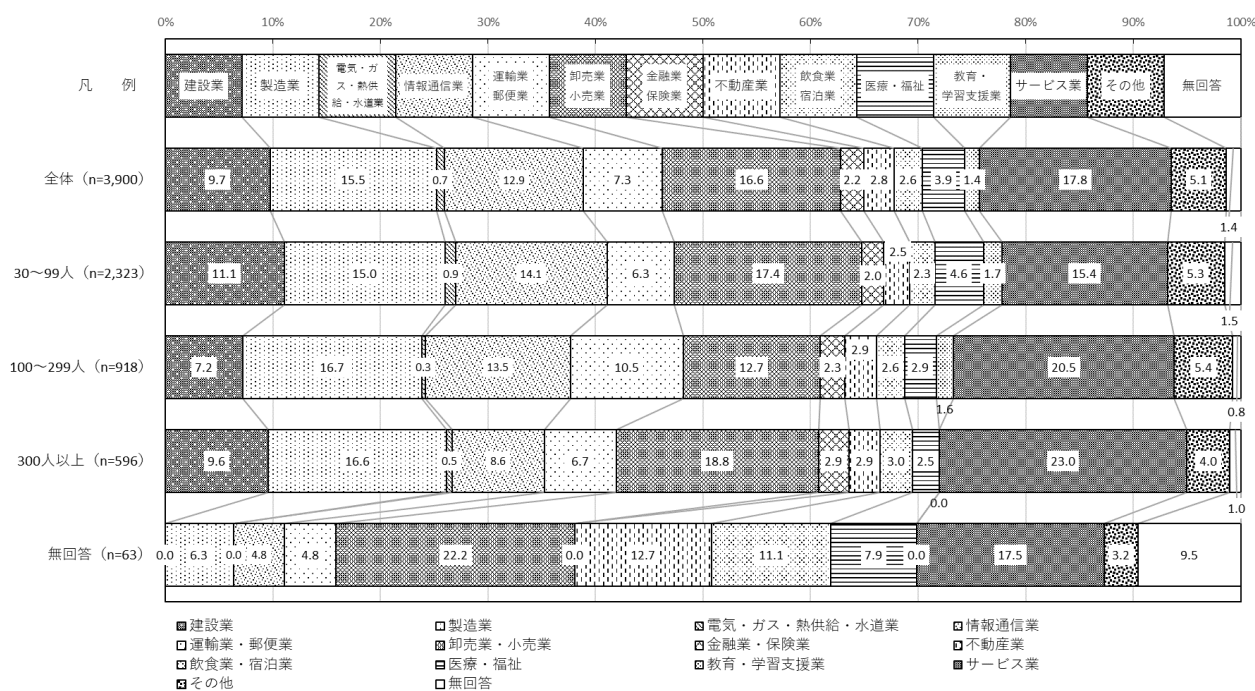 0% 10% 20% 30% 40% 50% 60% 70% 80% 90% 100%
凡 例
建設業
製造業
電気・ガ
ス・熱供
給・水道業
情報通信業
運輸業
郵便業
卸売業
小売業
金融業
保険業
不動産業
飲食業
宿泊業
医療・福祉
教育・
学習支援業
サービス業
その他
無回答
全体（n=3,900） 9.7 15.5 0.7 12.9 7.3 16.6 2.2 2.8 2.6 3.9 1.4 17.8 5.1
1.4
30～99人（n=2,323） 11.1 15.0 0.9 14.1 6.3 17.4 2.0 2.5 2.3 4.6 1.7 15.4 5.3
1.5
100～299人（n=918） 7.2 16.7 0.3 13.5 10.5 12.7 2.3 2.9 2.6 2.9 20.5 5.4
1.6 0.8
300人以上（n=596） 9.6 16.6 0.5 8.6 6.7 18.8 2.9 2.9 3.0 2.5 23.0 4.0
0.0 1.0
無回答（n=63） 0.0 6.3 0.0 4.8 4.8 22.2 0.0 12.7 11.1 7.9 0.0 17.5 3.2 9.5
建設業 製造業 電気・ガス・熱供給・水道業 情報通信業
運輸業・郵便業 卸売業・小売業 金融業・保険業 不動産業
飲食業・宿泊業 医療・福祉 教育・学習支援業 サービス業
その他 無回答